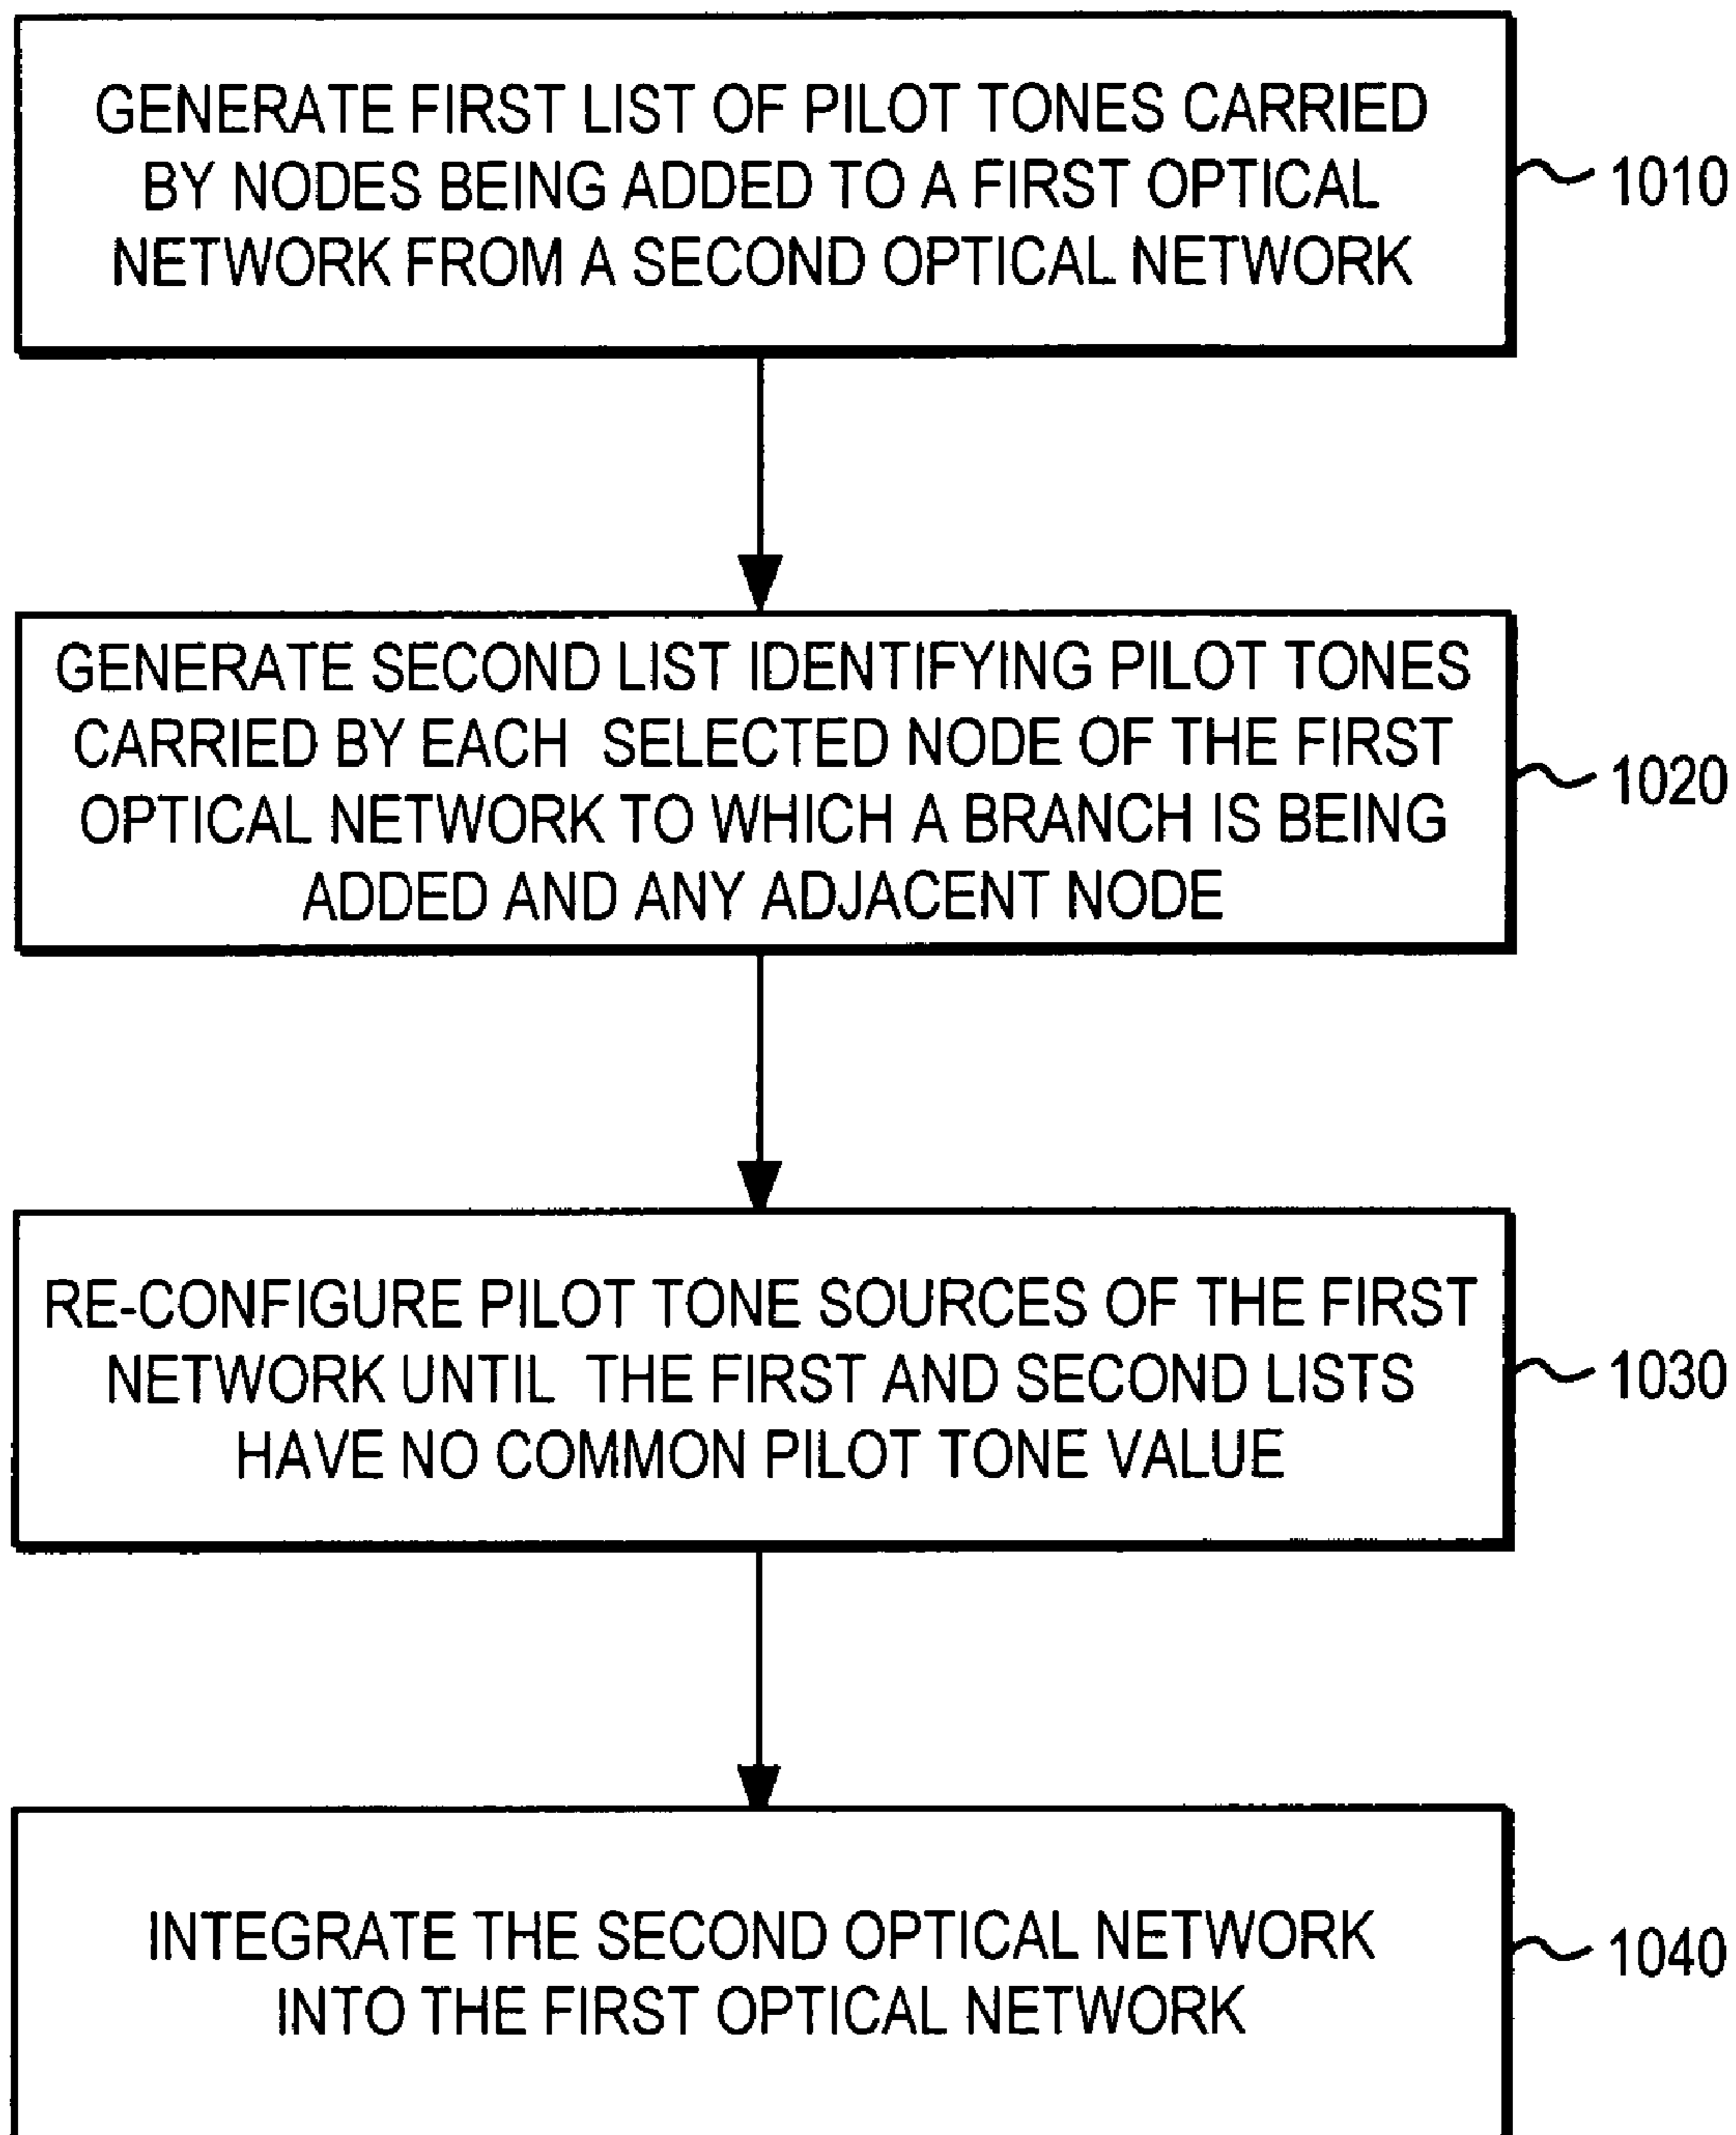 GENERATE FIRST LIST OF PILOT TONES CARRIED
BY NODES BEING ADDED TO A FIRST OPTICAL
NETWORK FROM A SECOND OPTICAL NETWORK
1010
GENERATE SECOND LIST IDENTIFYING PILOT TONES
CARRIED BY EACH SELECTED NODE OF THE FIRST
OPTICAL NETWORK TO WHICH A BRANCH IS BEING
ADDED AND ANY ADJACENT NODE
1020
RE-CONFIGURE PILOT TONE SOURCES OF THE FIRST
NETWORK UNTIL THE FIRST AND SECOND LISTS
HAVE NO COMMON PILOT TONE VALUE
1030
INTEGRATE THE SECOND OPTICAL NETWORK
INTO THE FIRST OPTICAL NETWORK
1040